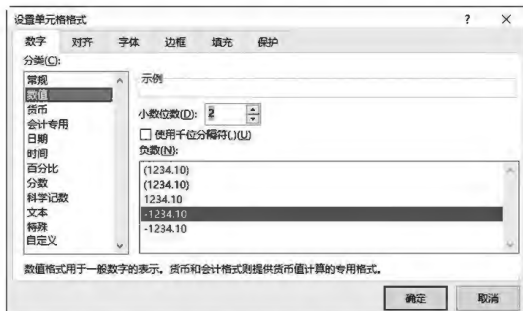 设置单元格格式 ? ×
数字 对齐 字体 边框 填充 保护
分类(C):
常规
数值
货币
会计专用
日期
时间
百分比
分数
科学记数
文本
特殊
自定义
示例
小数位数(D): 2
使用千位分隔符(,)(U)
负数(N):
(1234.10)
(1234.10)
1234.10
-1234.10
-1234.10
数值格式用于一般数字的表示。货币和会计格式则提供货币值计算的专用格式。
确定 取消